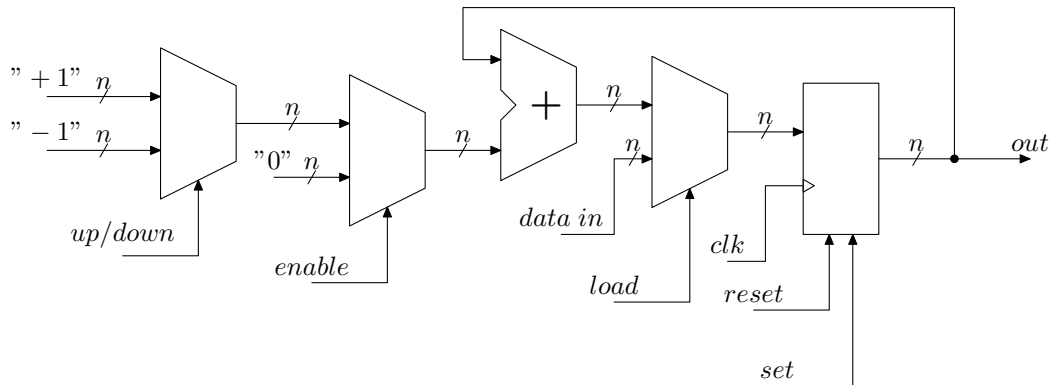 " + 1" n
" − 1" n
up/down
n
"0" n
enable
n
+
n
n
data in
load
n
clk
reset
set
n
out